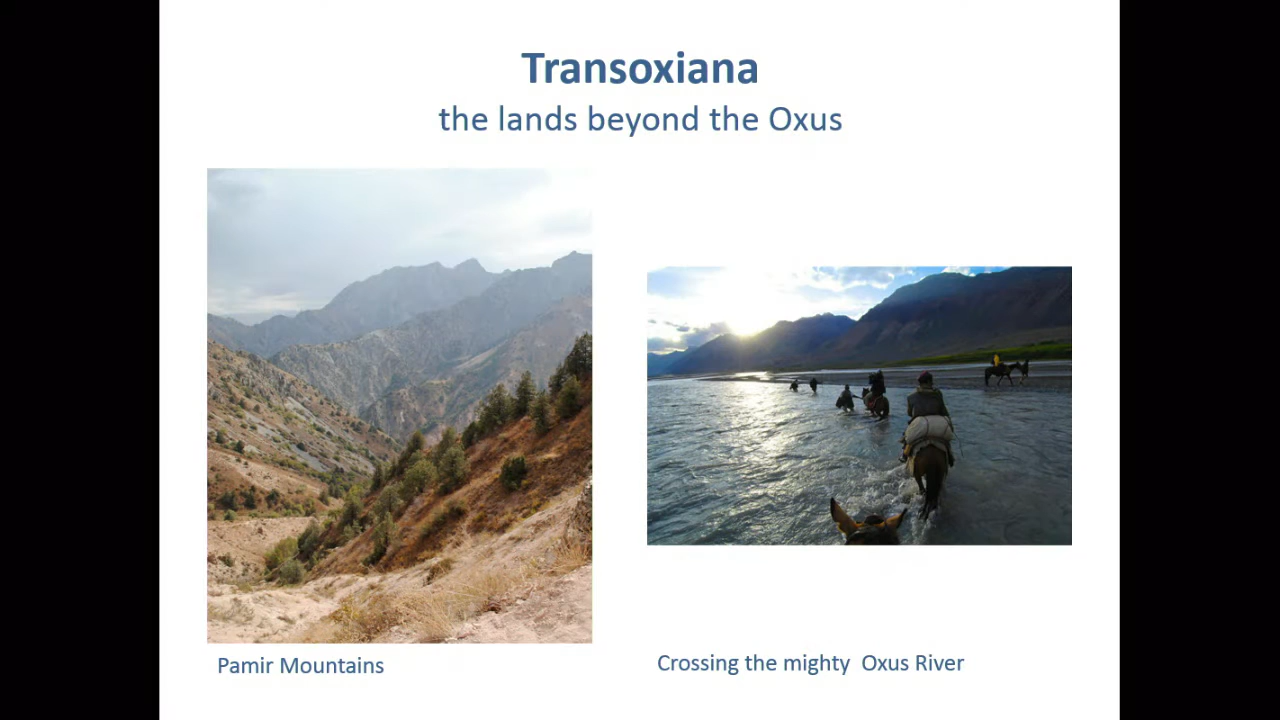 Transoxiana
the lands beyond the Oxus
Pamir Mountains
Crossing the mighty  Oxus River